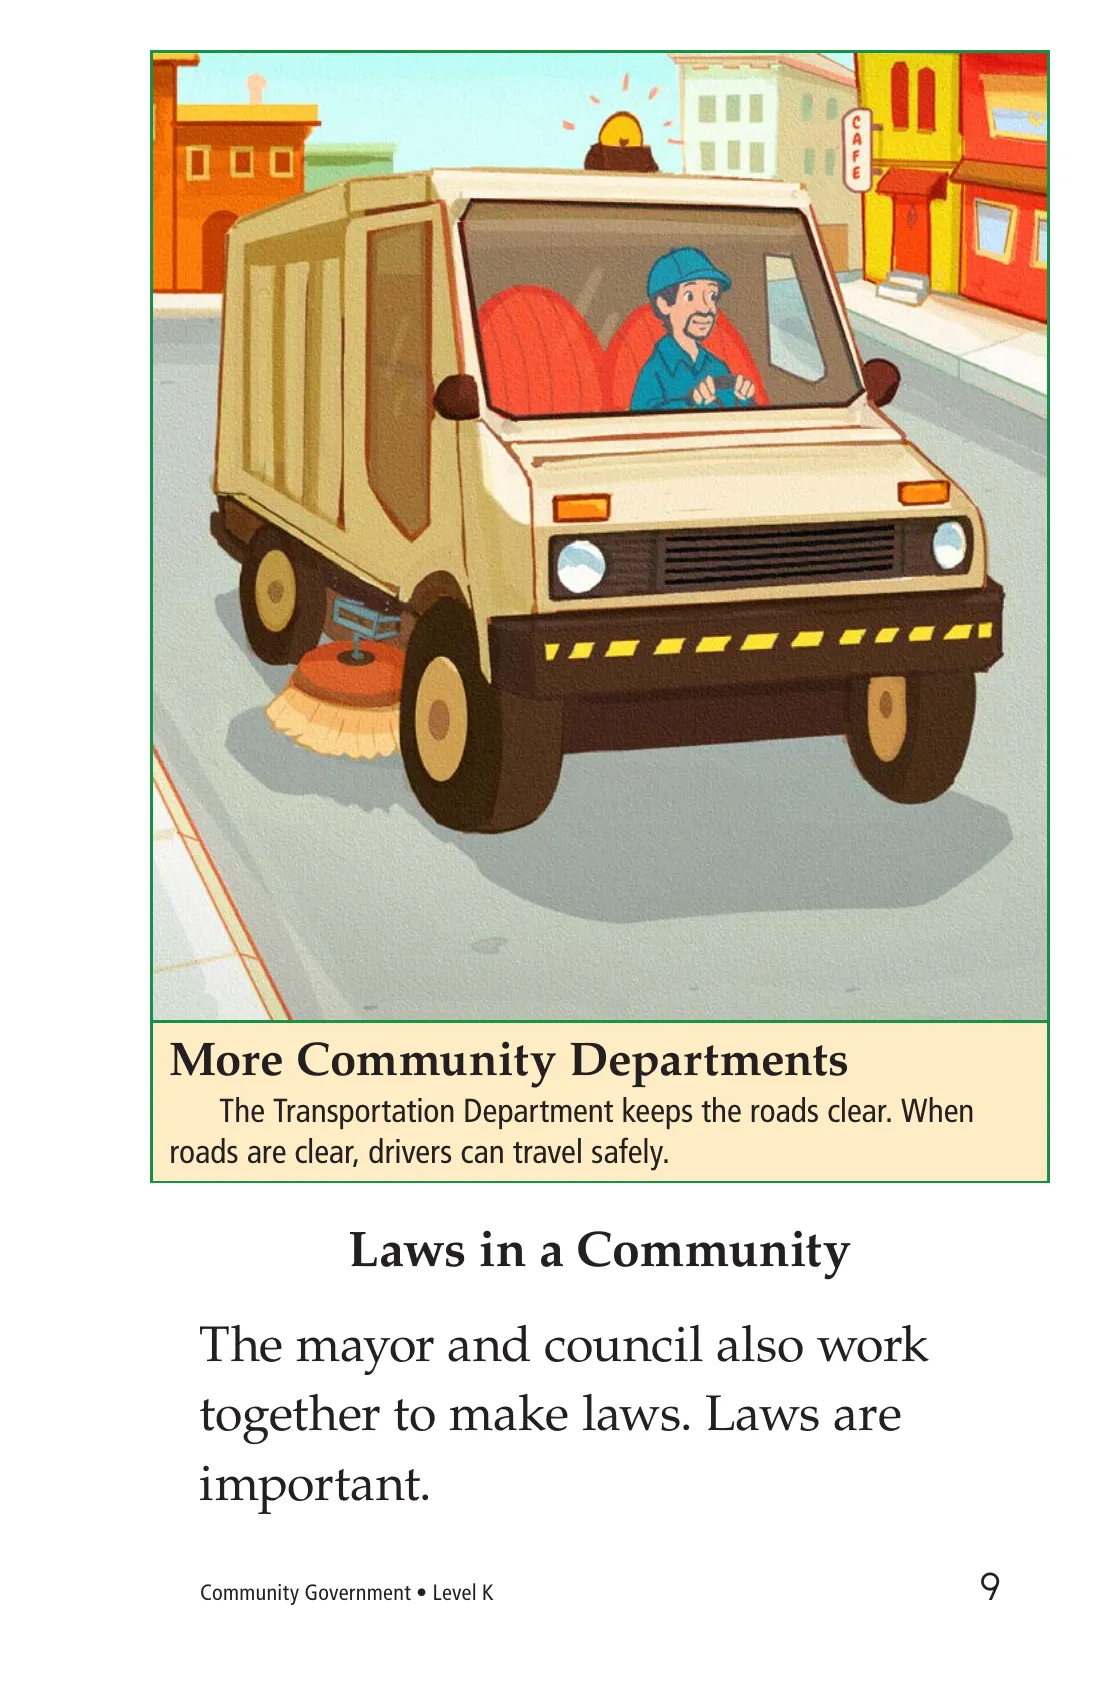 CAFE
More Community Departments
The Transportation Department keeps the roads clear. When
roads are clear, drivers can travel safely.
Laws in a Community
The mayor and council also work
together to make laws. Laws are
important.
Community Government • Level K
9